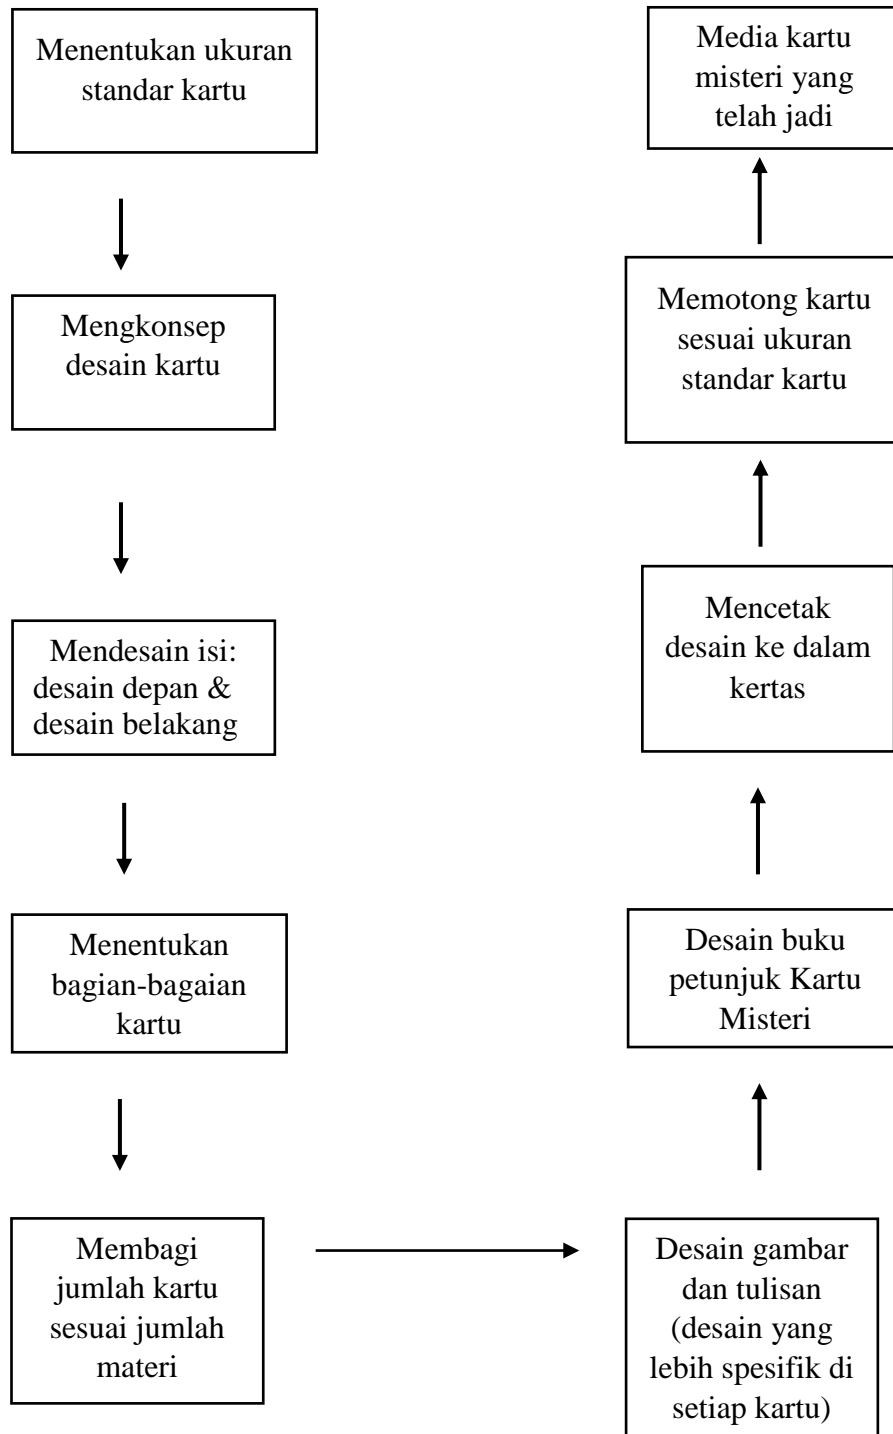 Menentukan ukuran
standar kartu
Mengkonsep
desain kartu
Mendesain isi:
desain depan &
desain belakang
Menentukan
bagian-bagaian
kartu
Membagi
jumlah kartu
sesuai jumlah
materi
Desain gambar
dan tulisan
(desain yang
lebih spesifik di
setiap kartu)
Desain buku
petunjuk Kartu
Misteri
Mencetak
desain ke dalam
kertas
Memotong kartu
sesuai ukuran
standar kartu
Media kartu
misteri yang
telah jadi